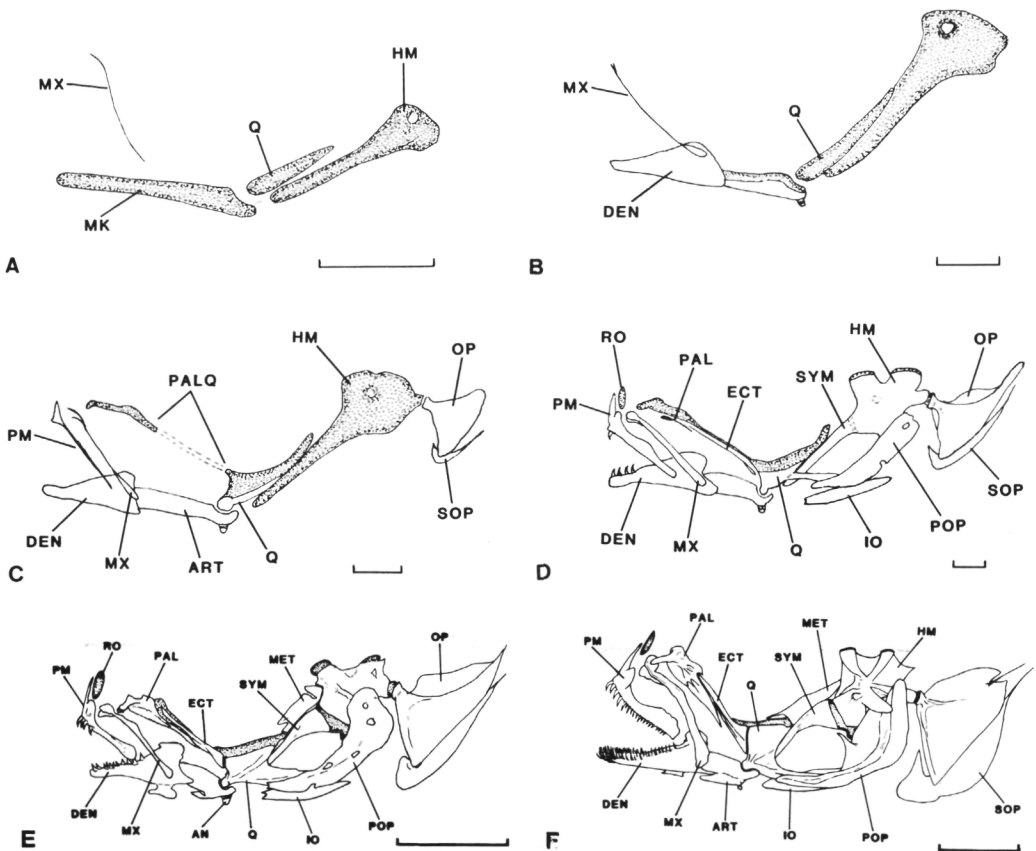 MX
HM
Q
MK
A
MX
Q
DEN
B
HM
OP
PALQ
PM
SOP
DEN
MX
ART
Q
C
RO
PAL
ECT
SYM
HM
OP
PM
DEN
MX
Q
IO
POP
SOP
D
RO
PM
PAL
ECT
SYM
MET
OP
DEN
MX
AN
Q
IO
POP
E
PM
PAL
ECT
Q
SYM
MET
HM
DEN
MX
ART
IO
POP
SOP
F